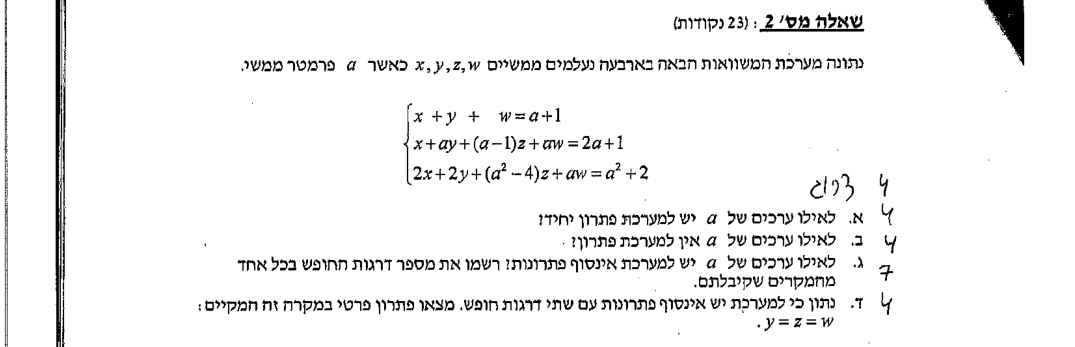 שאלה מס' 2 : (23 נקודות)
נתונה מערכת המשוואות הבאה בארבעה נעלמים ממשיים x, y, z, w כאשר a פרמטר ממשי.
x + y + w = a+1
x + ay + (a−1)z + aw = 2a+1
2x + 2y + (a² − 4)z + aw = a² + 2
4
א. לאילו ערכים של a יש למערכת פתרון יחיד? 4
ב. לאילו ערכים של a אין למערכת פתרון? 4
ג. לאילו ערכים של a יש למערכת אינסוף פתרונות? רשמו את מספר דרגות החופש בכל אחד 7
מהמקרים שקיבלתם.
ד. נתון כי למערכת יש אינסוף פתרונות עם שתי דרגות חופש. מצאו פתרון פרטי במקרה זה המקיים: 4
y = z = w .